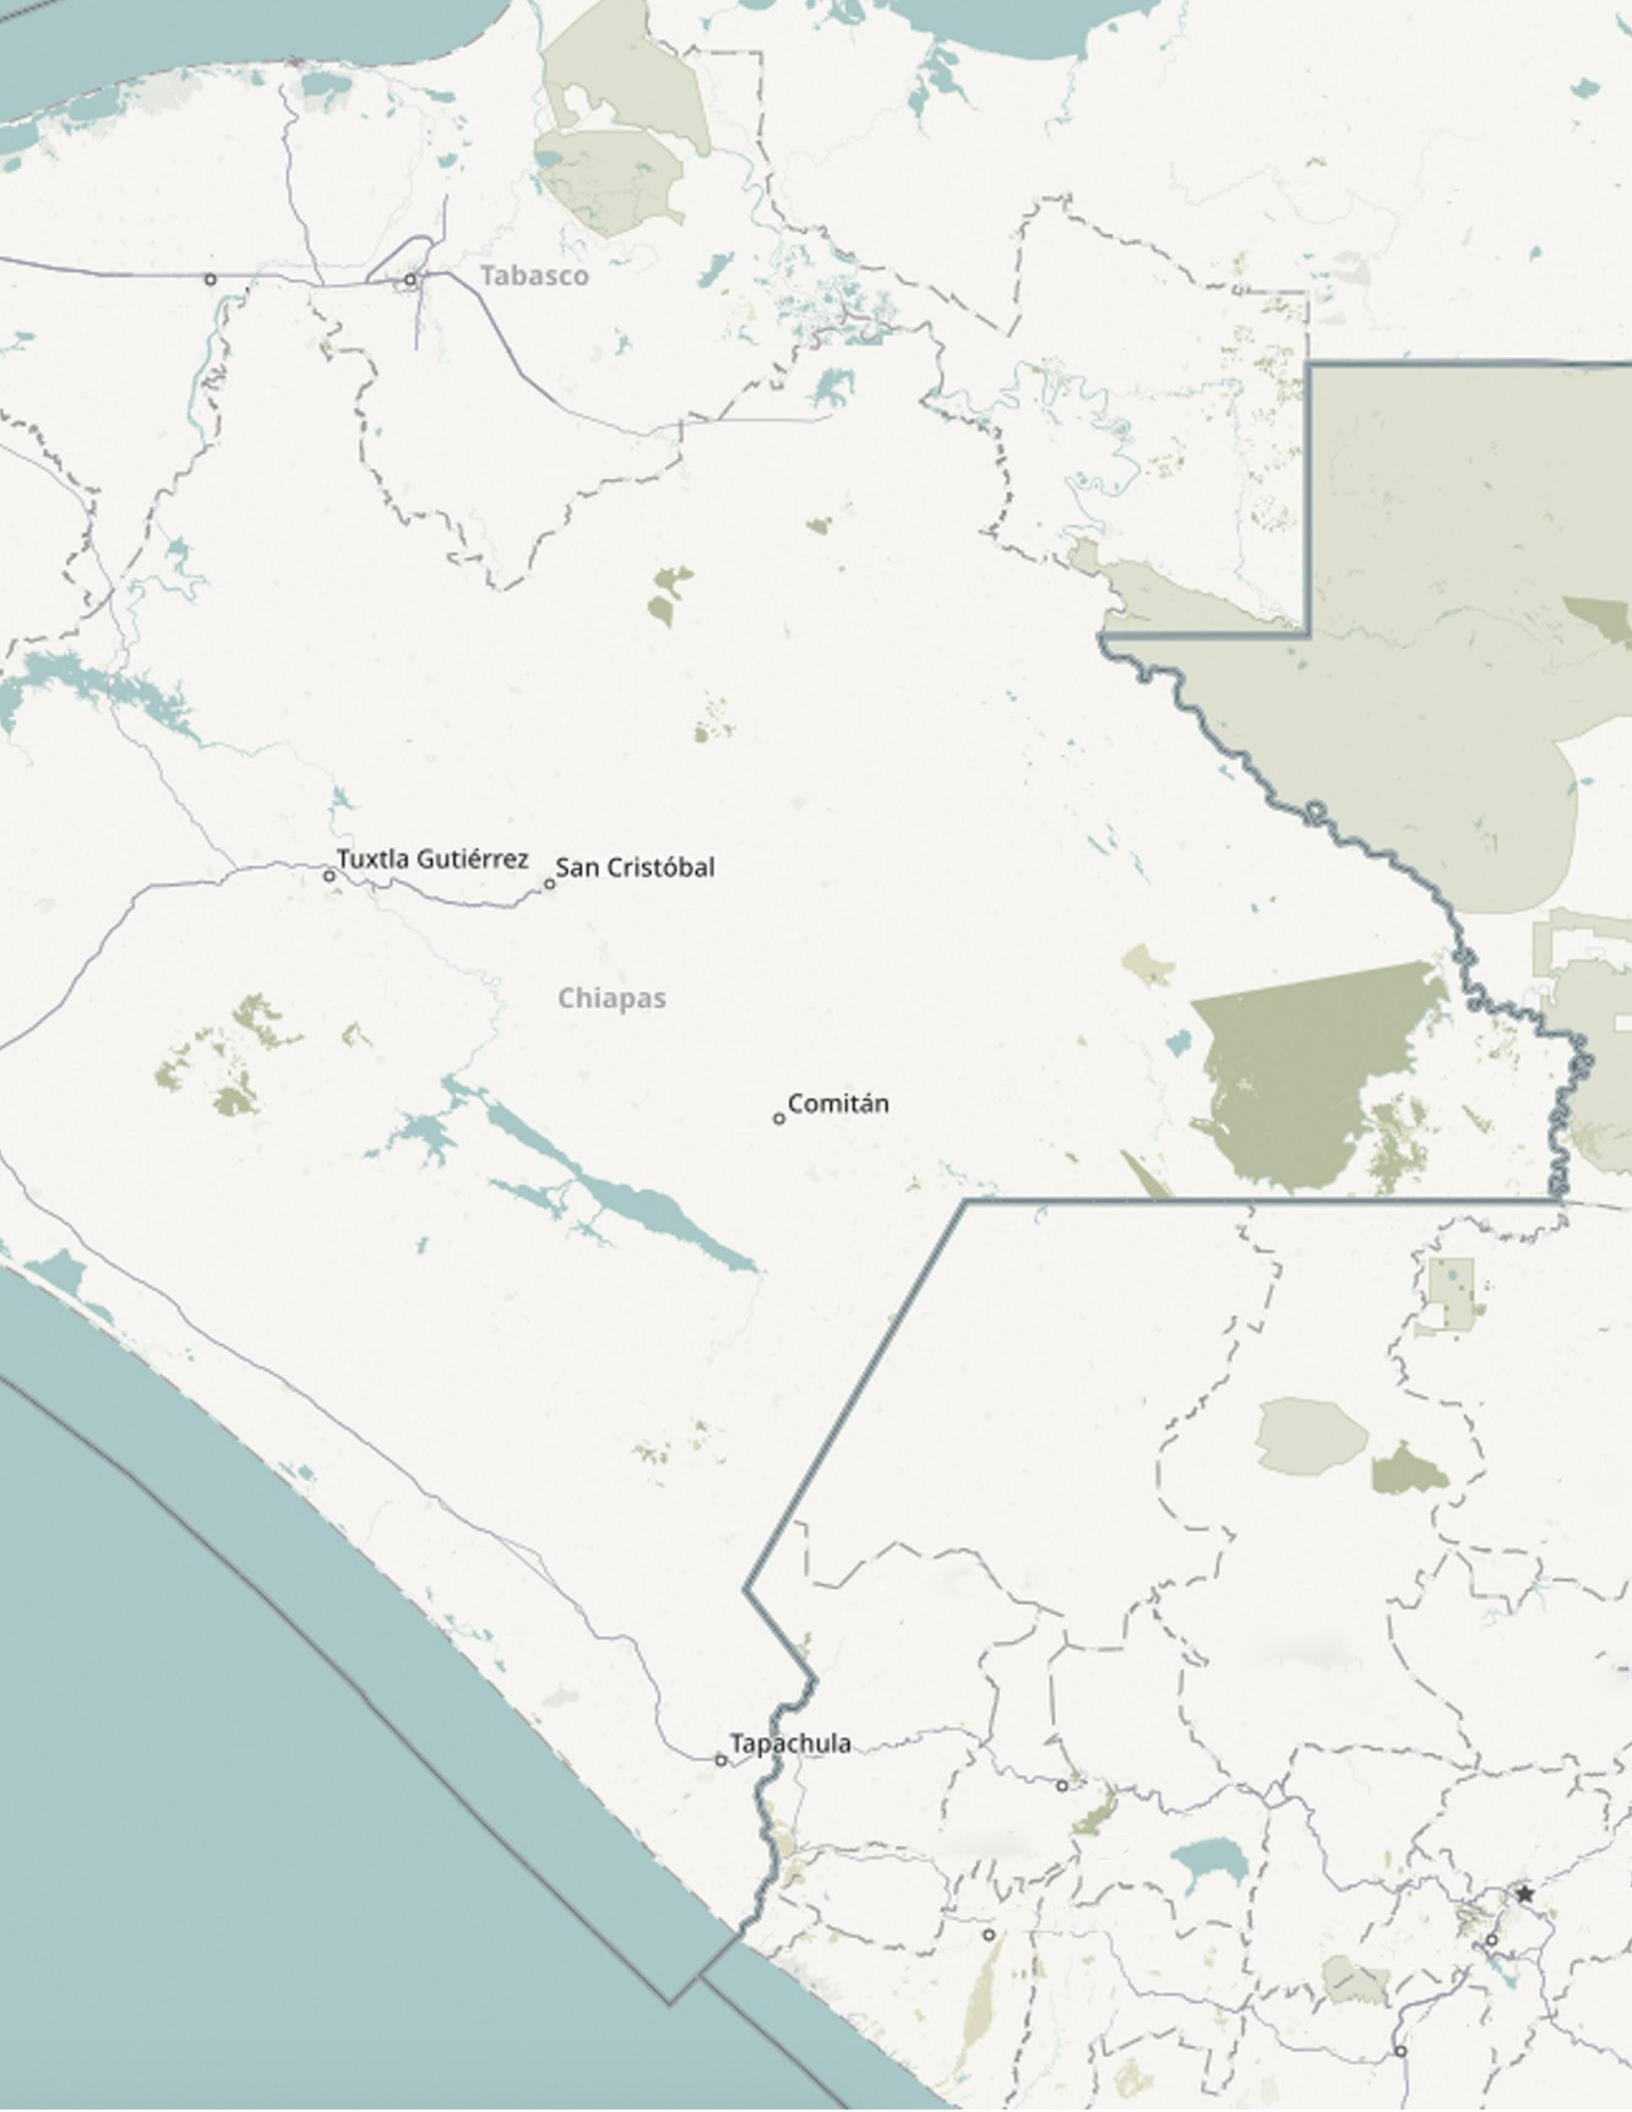 Tabasco
Tuxtla Gutiérrez
San Cristóbal
Chiapas
Comitán
Tapachula